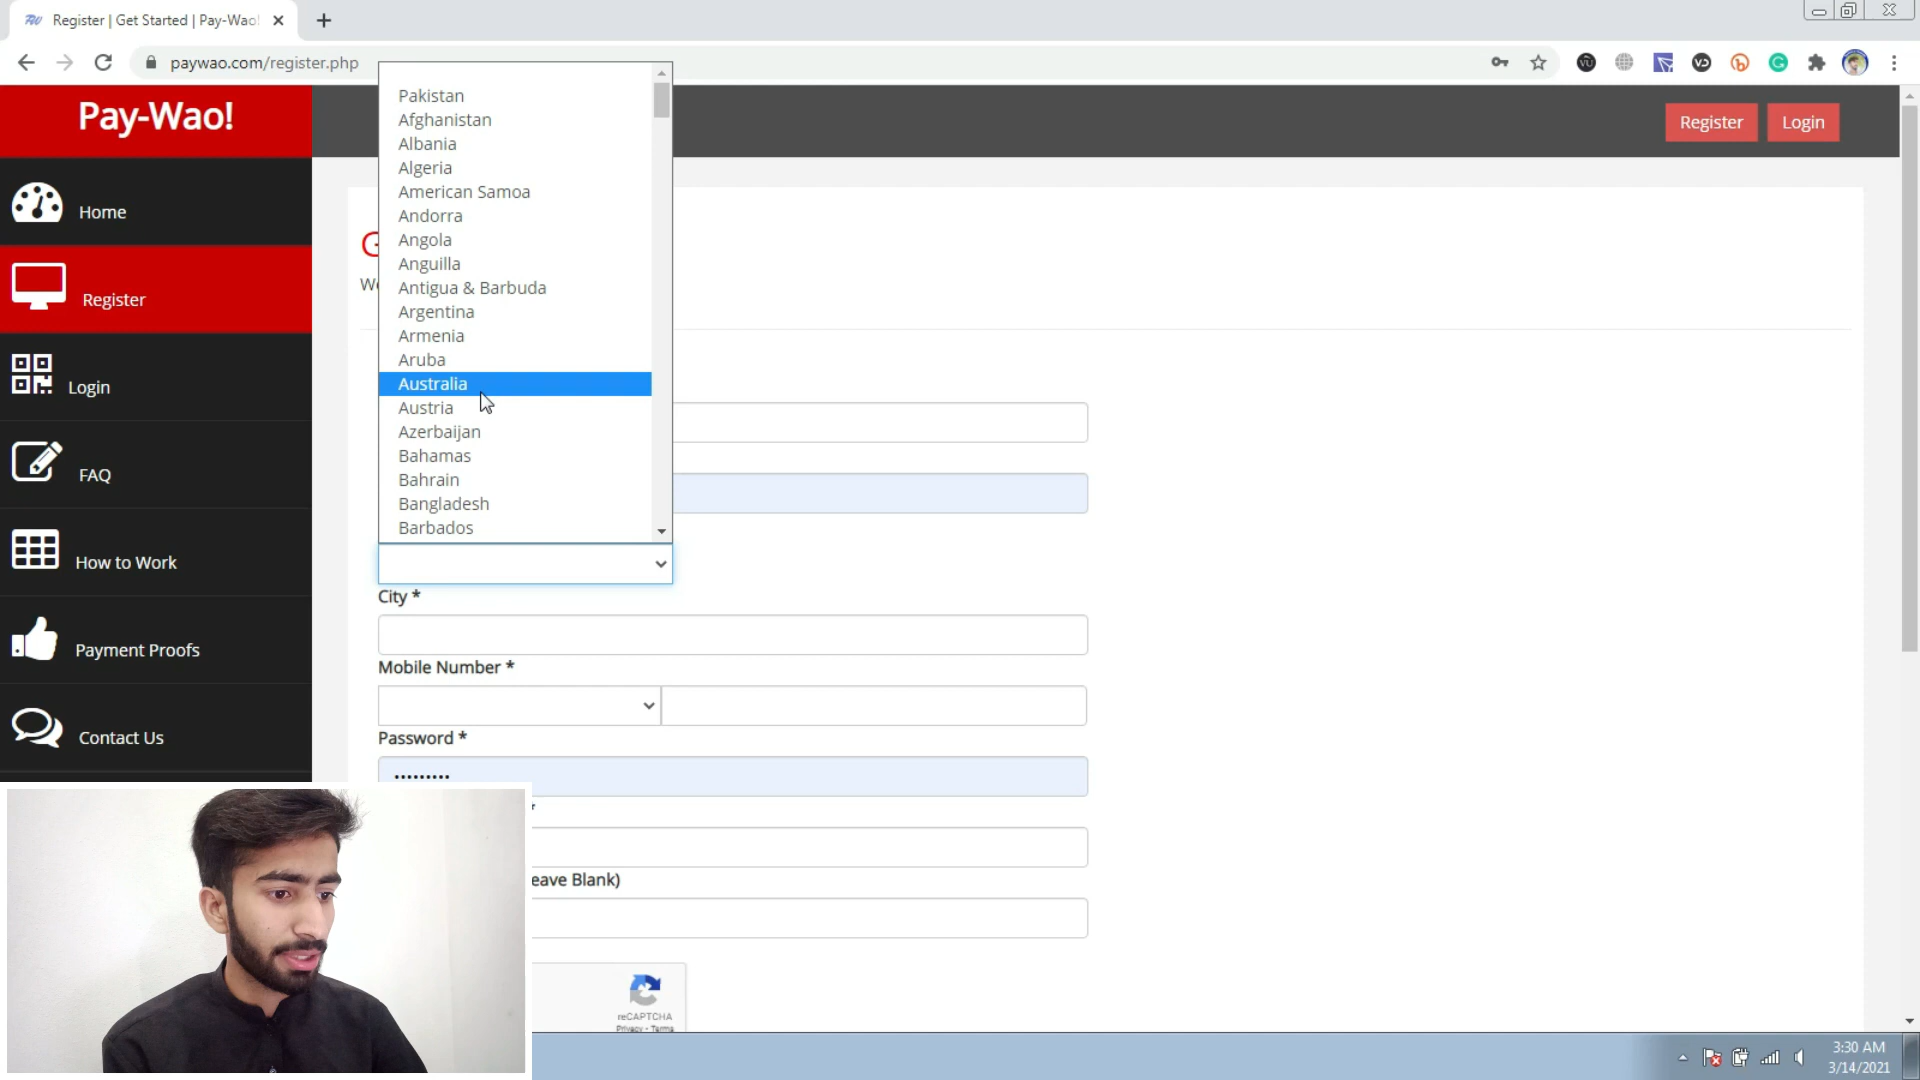 Register | Get Started | Pay-Wao!
paywao.com/register.php
Pay-Wao!
Register
Login
Home
Register
Login
FAQ
How to Work
Payment Proofs
Contact Us
Pakistan
Afghanistan
Albania
Algeria
American Samoa
Andorra
Angola
Anguilla
Antigua & Barbuda
Argentina
Armenia
Aruba
Australia
Austria
Azerbaijan
Bahamas
Bahrain
Bangladesh
Barbados
City *
Mobile Number *
Password *
eave Blank)
reCAPTCHA
Privacy - Terms
3:30 AM
3/14/2021